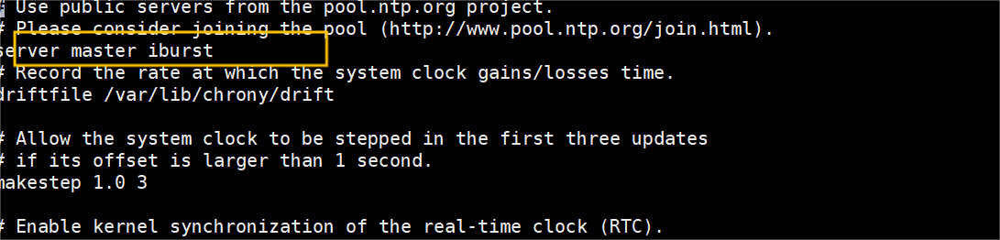 # Use public servers from the pool.ntp.org project.
# Please consider joining the pool (http://www.pool.ntp.org/join.html).
server master iburst
# Record the rate at which the system clock gains/losses time.
driftfile /var/lib/chrony/drift
# Allow the system clock to be stepped in the first three updates
# if its offset is larger than 1 second.
makestep 1.0 3
# Enable kernel synchronization of the real-time clock (RTC).